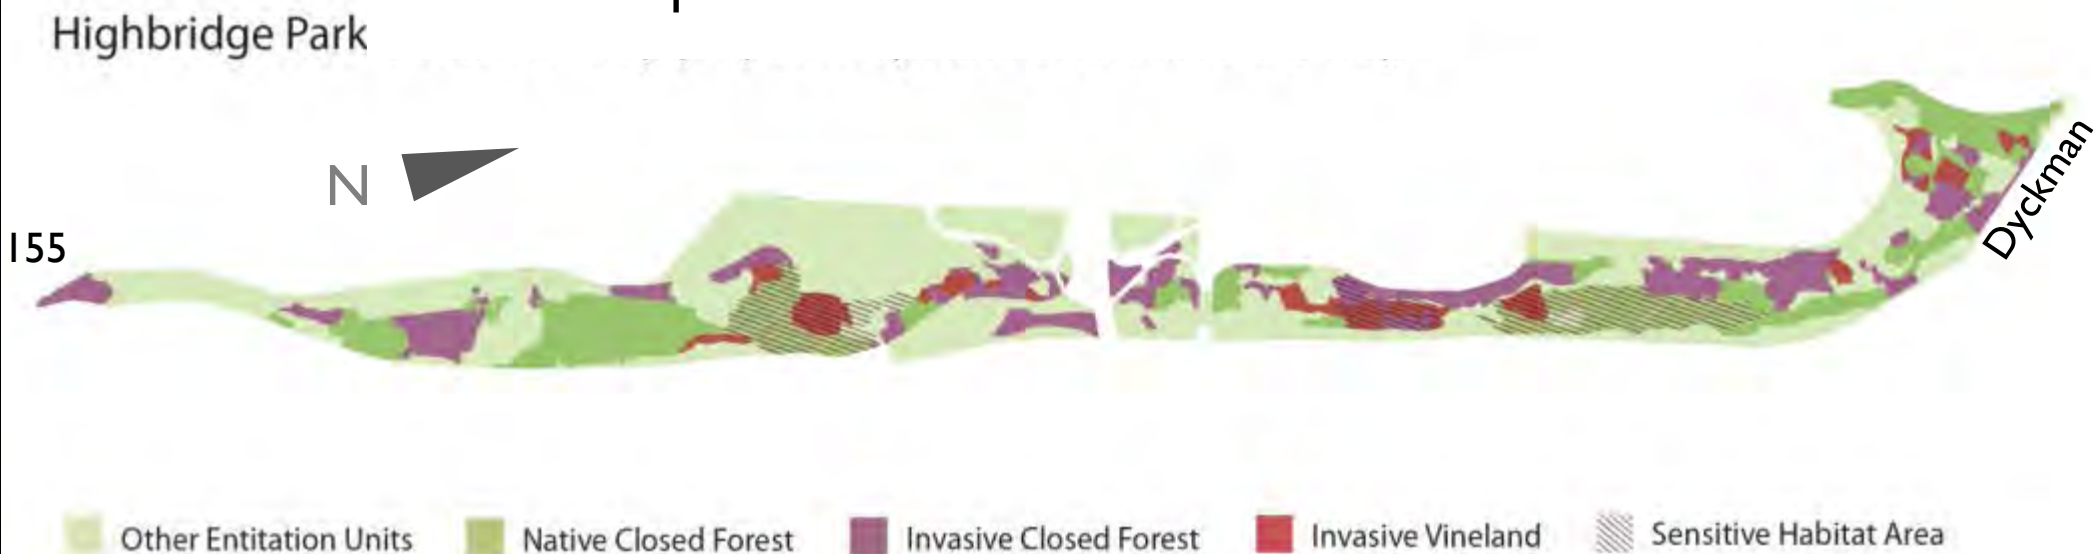 Highbridge Park
N
155
Dyckman
Other Entitation Units
Native Closed Forest
Invasive Closed Forest
Invasive Vineland
Sensitive Habitat Area